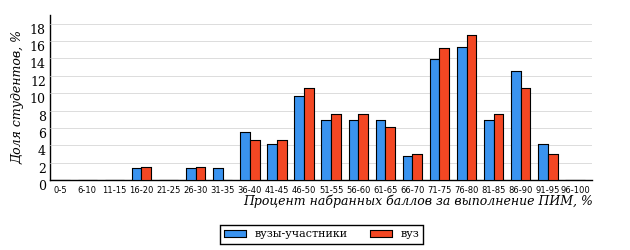 Доля студентов, %
18
16
14
12
10
8
6
4
2
0
0-5 6-10 11-15 16-20 21-25 26-30 31-35 36-40 41-45 46-50 51-55 56-60 61-65 66-70 71-75 76-80 81-85 86-90 91-95 96-100
Процент набранных баллов за выполнение ПИМ, %
вузы-участники вуз